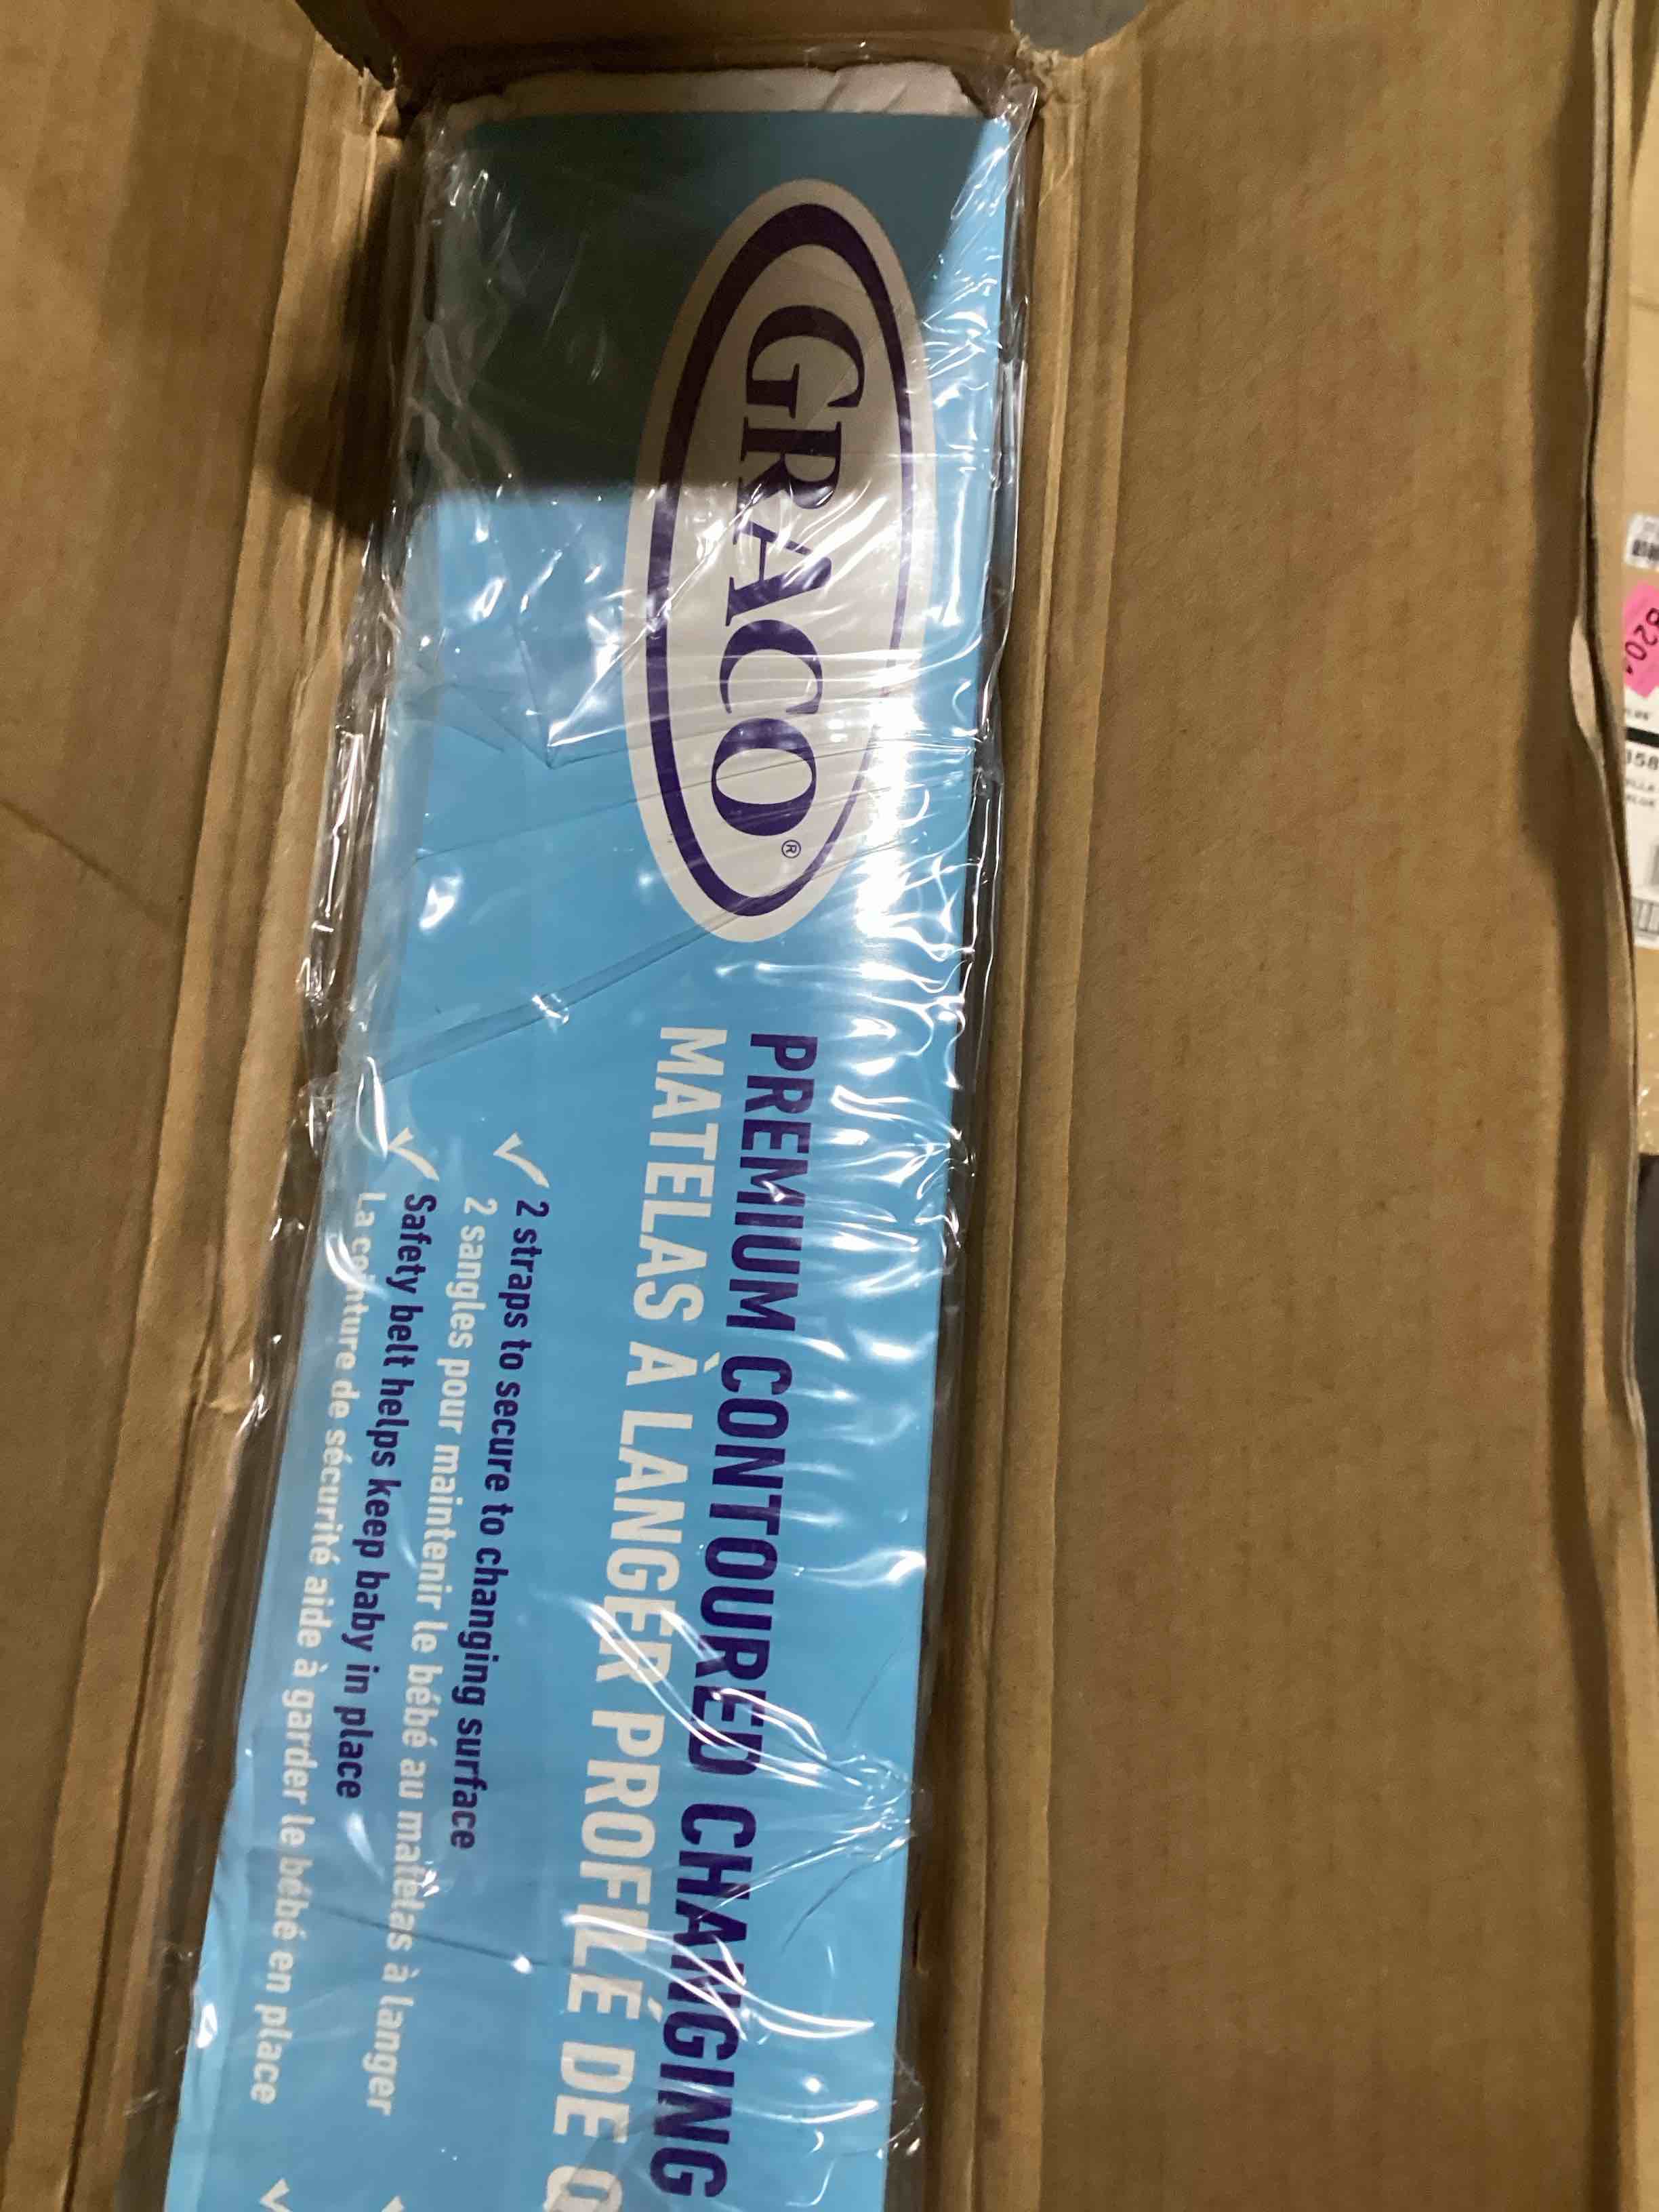 GRACO®
PREMIUM CONTOURED CHANGING
MATELAS À LANGER PROFILÉ DE
2 straps to secure to changing surface
2 sangles pour maintenir le bébé au matelas à langer
Safety belt helps keep baby in place
La ceinture de sécurité aide à garder le bébé en place